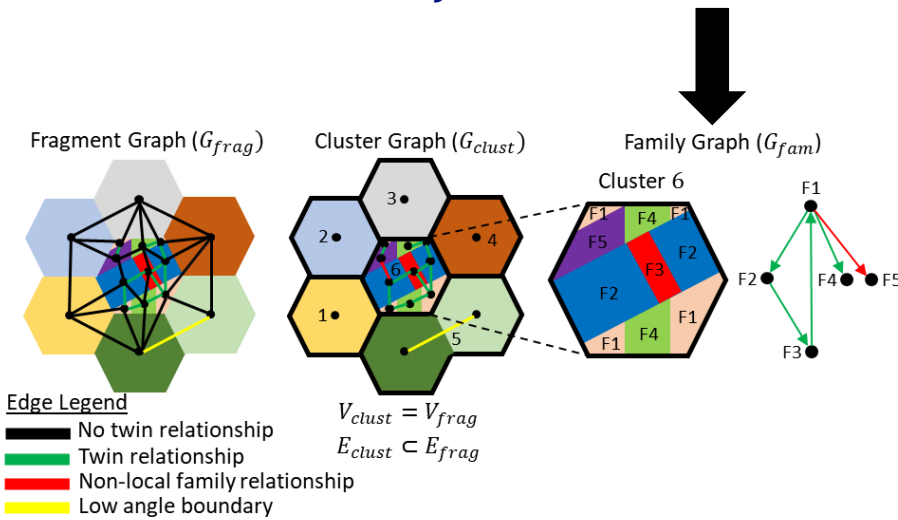 Fragment Graph (G_frag)
Cluster Graph (G_clust)
Family Graph (G_fam)
Cluster 6
3
2
4
6
1
5
F1
F4
F1
F5
F2
F3
F2
F1
F4
F1
F1
F2
F4
F5
F3
V_clust = V_frag
E_clust ⊂ E_frag
Edge Legend
No twin relationship
Twin relationship
Non-local family relationship
Low angle boundary